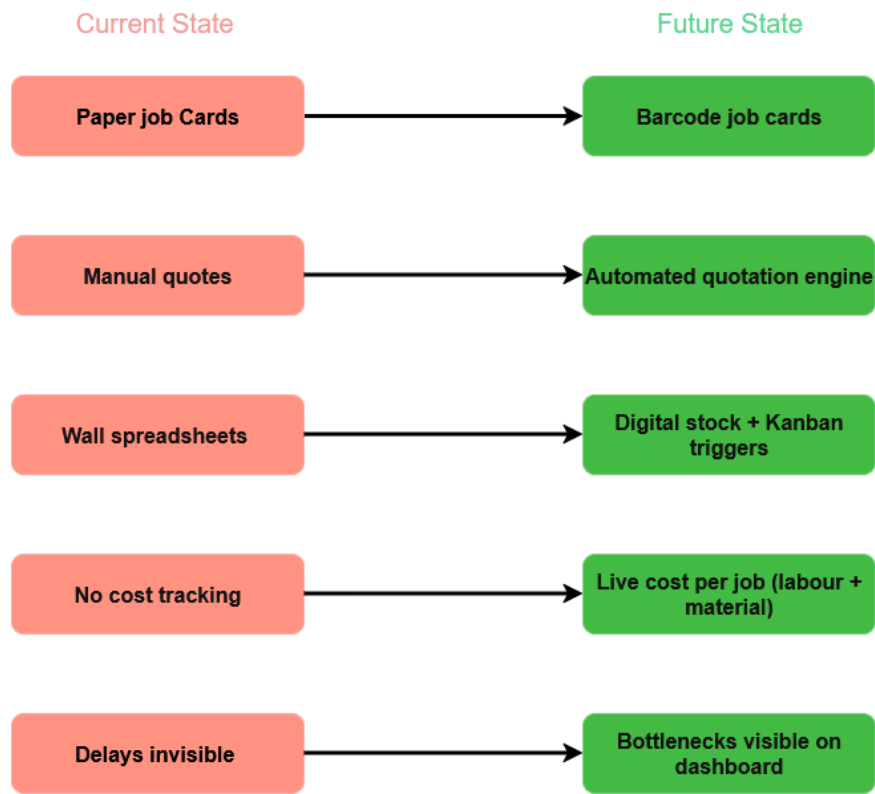 Current State
Future State
Paper job Cards
Barcode job cards
Manual quotes
Automated quotation engine
Wall spreadsheets
Digital stock + Kanban
triggers
No cost tracking
Live cost per job (labour +
material)
Delays invisible
Bottlenecks visible on
dashboard